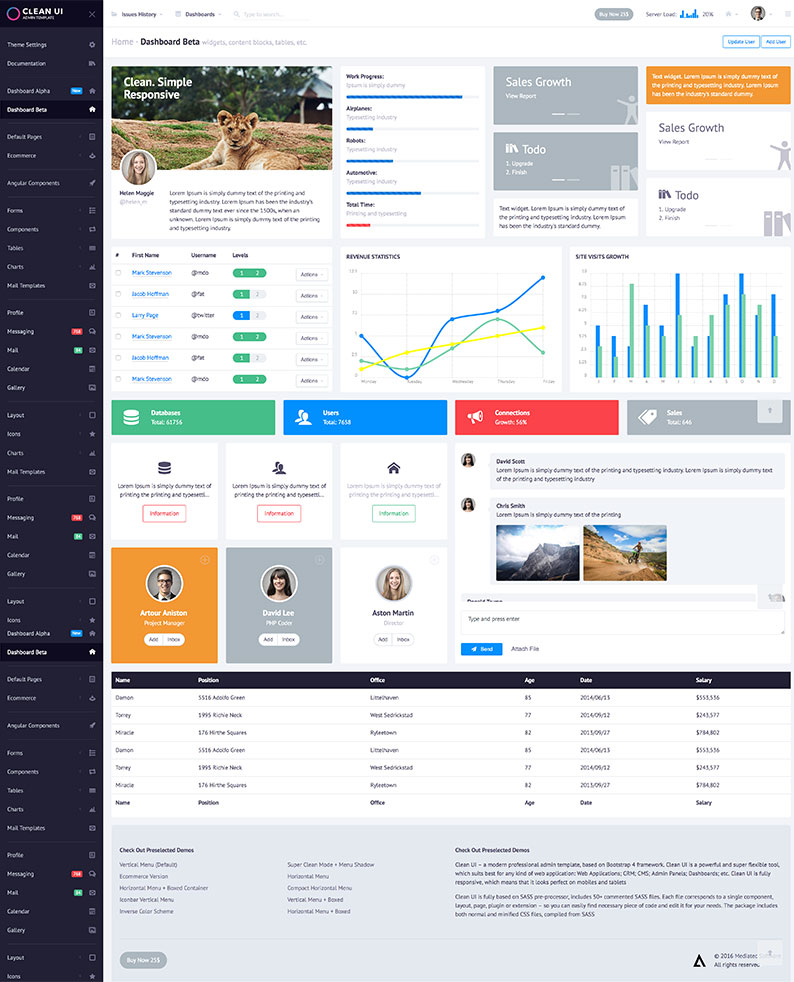 CLEAN UI
ADMIN TEMPLATE
Theme Settings
Documentation
Dashboard Alpha New
Dashboard Beta
Default Pages
Ecommerce
Angular Components
Forms
Components
Tables
Charts
Mail Templates
Profile
Messaging 768
Mail 84
Calendar
Gallery
Layout
Icons
Charts
Mail Templates
Profile
Messaging 768
Mail 84
Calendar
Gallery
Layout
Icons
Dashboard Alpha New
Dashboard Beta
Default Pages
Ecommerce
Angular Components
Forms
Components
Tables
Charts
Mail Templates
Profile
Messaging 768
Mail 84
Calendar
Gallery
Layout
Icons
Issues History Dashboards Type to search... Buy Now 25$ Server Load: 20%
Home - Dashboard Beta widgets, content blocks, tables, etc. Update User Add User
Clean. Simple
Responsive
Helen Maggie
@helen_m
Lorem Ipsum is simply dummy text of the printing and
typesetting industry. Lorem Ipsum has been the industry's
standard dummy text ever since the 1500s, when an
unknown. Lorem Ipsum is simply dummy text of the printing
and typesetting industry.
Work Progress:
Ipsum is simply dummy
Airplanes:
Typesetting industry
Robots:
Typesetting industry
Automotive:
Typesetting industry
Total Time:
Printing and typesetting
Sales Growth
View Report
Todo
1. Upgrade
2. Finish
Text widget. Lorem Ipsum is simply dummy text of
the printing and typesetting industry. Lorem Ipsum
has been the industry's standard dummy.
Text widget. Lorem Ipsum is simply dummy text of
the printing and typesetting industry. Lorem Ipsum
has been the industry's standard dummy.
Sales Growth
View Report
Todo
1. Upgrade
2. Finish
# First Name Username Levels
Mark Stevenson @mdo 1 2 Actions
Jacob Hoffman @fat 1 2 Actions
Larry Page @twitter 1 2 Actions
Mark Stevenson @mdo 1 2 Actions
Jacob Hoffman @fat 1 2 Actions
Mark Stevenson @mdo 1 2 Actions
REVENUE STATISTICS
Monday Tuesday Wednesday Thursday Friday
SITE VISITS GROWTH
J F M A M J J A S O N D
Databases
Total: 61756
Users
Total: 7658
Connections
Growth: 56%
Sales
Total: 646
Lorem Ipsum is simply dummy text of
printing the printing and typesetti...
Information
Lorem Ipsum is simply dummy text of
printing the printing and typesetti...
Information
Lorem Ipsum is simply dummy text of
printing the printing and typesetti...
Information
Artour Aniston
Project Manager
Add Inbox
David Lee
PHP Coder
Add Inbox
Aston Martin
Director
Add Inbox
David Scott
Lorem Ipsum is simply dummy text of the printing and typesetting industry. Lorem Ipsum is simply dummy text
of the printing and typesetting industry
Chris Smith
Lorem Ipsum is simply dummy text of the printing
Donald Trump
Type and press enter
Send Attach File
Name Position Office Age Date Salary
Damon 5516 Adolfo Green Littelhaven 85 2014/06/13 $553,536
Torrey 1995 Richie Neck West Sedrickstad 77 2014/09/12 $243,577
Miracle 176 Hirthe Squares Ryleetown 82 2013/09/27 $784,802
Damon 5516 Adolfo Green Littelhaven 85 2014/06/13 $553,536
Torrey 1995 Richie Neck West Sedrickstad 77 2014/09/12 $243,577
Miracle 176 Hirthe Squares Ryleetown 82 2013/09/27 $784,802
Name Position Office Age Date Salary
Check Out Preselected Demos
Vertical Menu (Default)
Ecommerce Version
Horizontal Menu + Boxed Container
Iconbar Vertical Menu
Inverse Color Scheme
Super Clean Mode + Menu Shadow
Horizontal Menu
Compact Horizontal Menu
Vertical Menu + Boxed
Horizontal Menu + Boxed
Check Out Preselected Demos
Clean UI – a modern professional admin template, based on Bootstrap 4 framework. Clean UI is a powerful and super flexible tool,
which suits best for any kind of web application: Web Applications; CRM; CMS; Admin Panels; Dashboards; etc. Clean UI is fully
responsive, which means that it looks perfect on mobiles and tablets
Clean UI is fully based on SASS pre-processor, includes 50+ commented SASS files. Each file corresponds to a single component,
layout, page, plugin or extension – so you can easily find necessary piece of code and edit it for your needs. The package includes
both normal and minified CSS files, compiled from SASS
Buy Now 25$
© 2016 Mediatec
All rights reserved